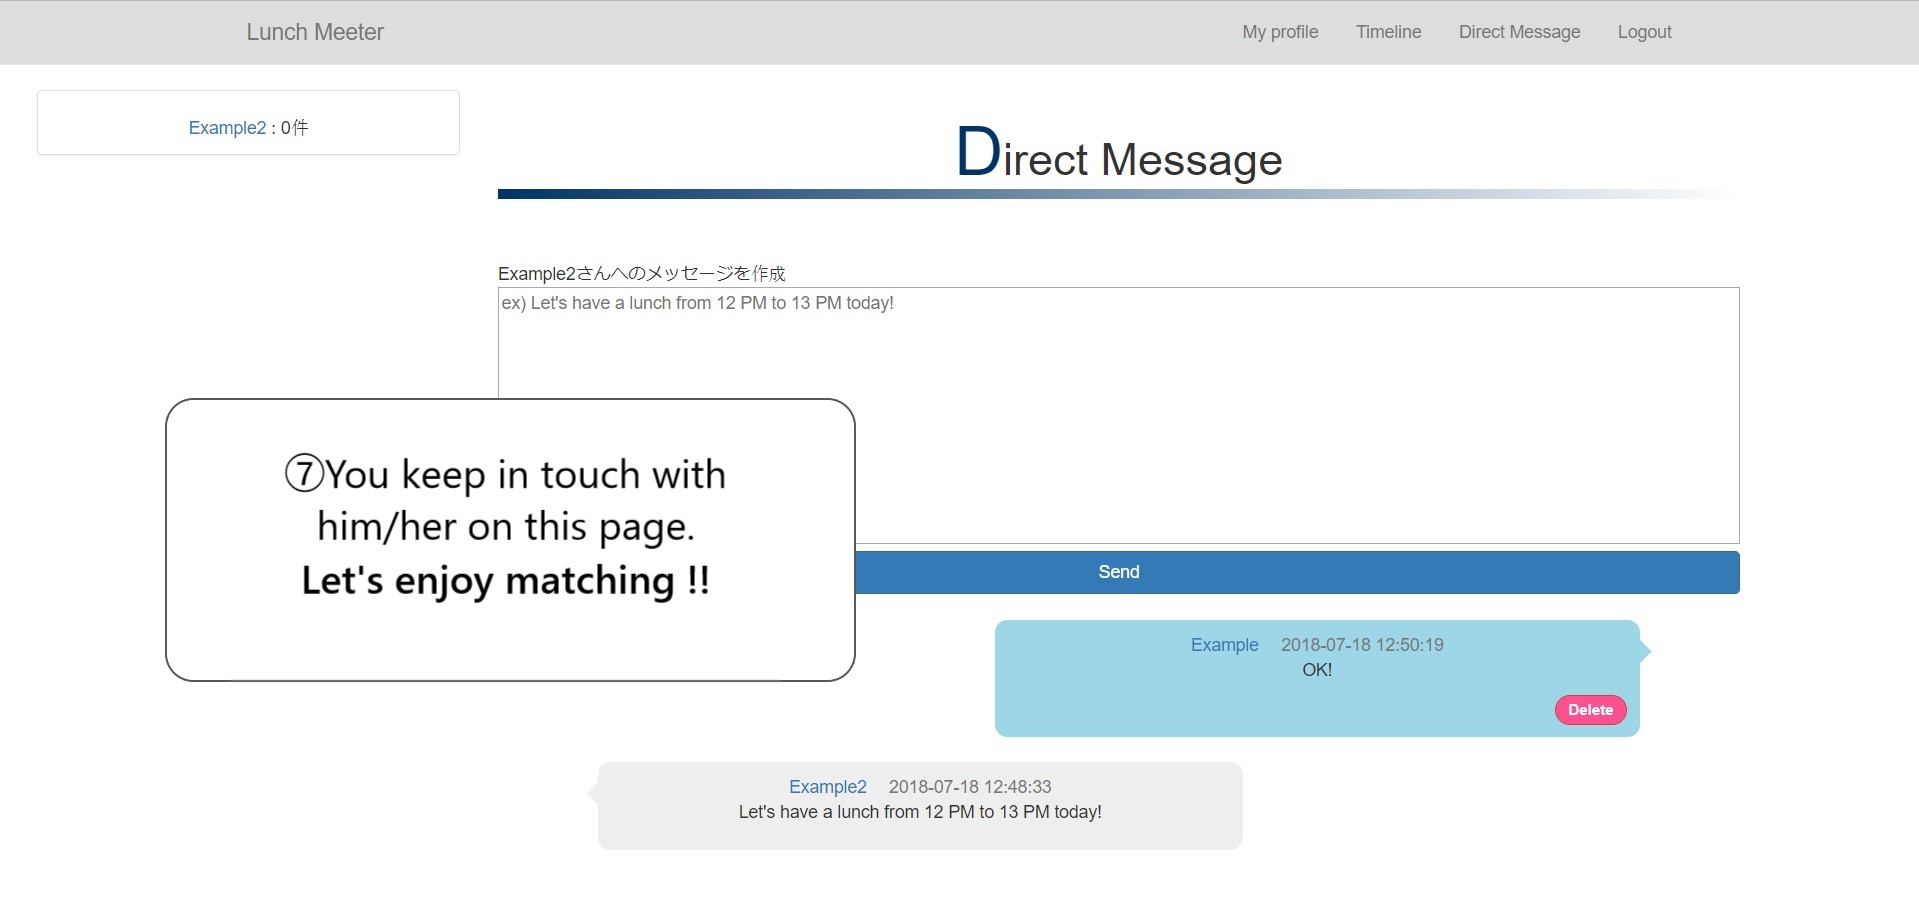 Lunch Meeter My profile Timeline Direct Message Logout
Example2 : 0件
Direct Message
Example2さんへのメッセージを作成
ex) Let's have a lunch from 12 PM to 13 PM today!
⑦You keep in touch with
him/her on this page.
Let's enjoy matching !!
Send
Example 2018-07-18 12:50:19
OK!
Delete
Example2 2018-07-18 12:48:33
Let's have a lunch from 12 PM to 13 PM today!